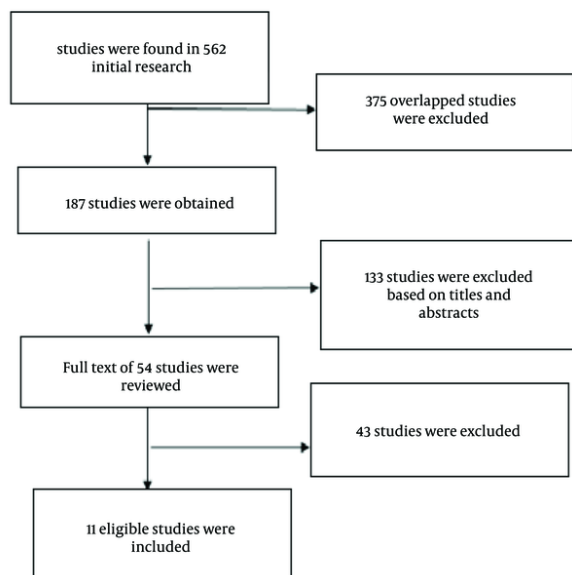 studies were found in 562
initial research
375 overlapped studies
were excluded
187 studies were obtained
133 studies were excluded
based on titles and
abstracts
Full text of 54 studies were
reviewed
43 studies were excluded
11 eligible studies were
included